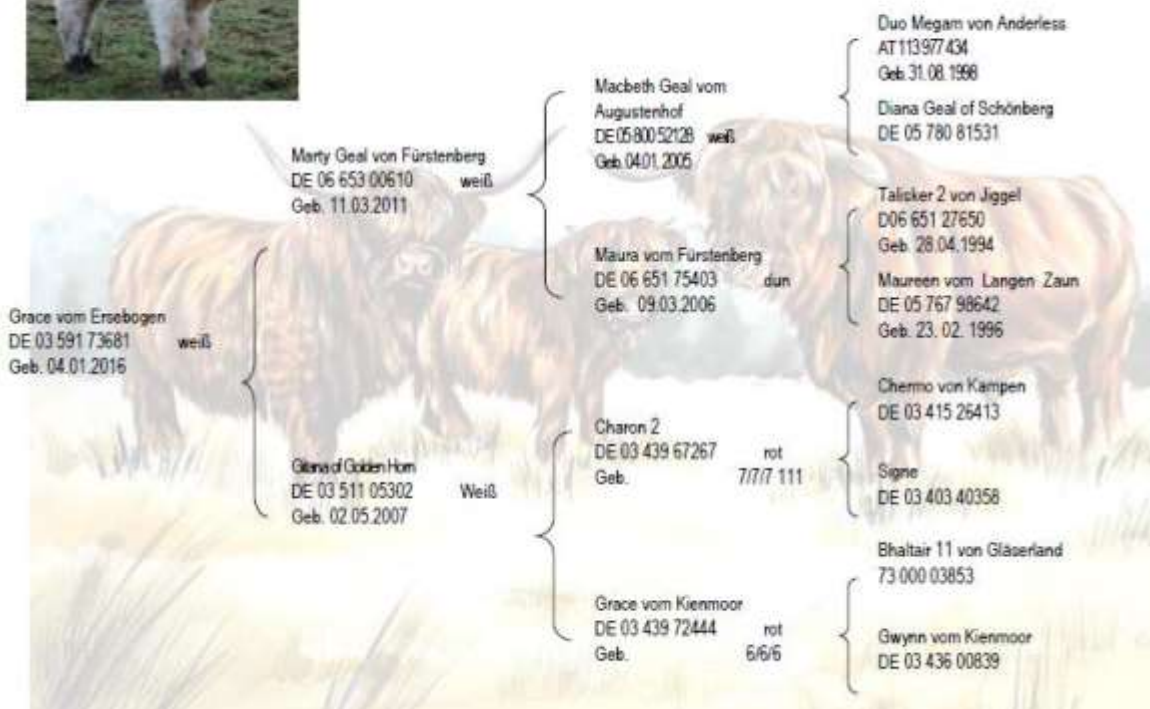 Grace vom Ersebogen
DE 03 591 73681 weiß
Geb. 04.01.2016
Marty Geal von Fürstenberg
DE 06 653 00610 weiß
Geb. 11.03.2011
Gitana of Golden Horn
DE 03 511 05302 Weiß
Geb. 02.05.2007
Macbeth Geal vom
Augustenhof
DE 05 800 52128 weiß
Geb. 04.01.2005
Maura vom Fürstenberg
DE 06 651 75403 dun
Geb. 09.03.2006
Charon 2
DE 03 439 67267 rot
Geb. 7/7/7 111
Grace vom Kienmoor
DE 03 439 72444 rot
Geb. 6/6/6
Duo Megam von Anderless
AT 113 977 434
Geb. 31.08.1998
Diana Geal of Schönberg
DE 05 780 81531
Talisker 2 von Jiggel
D06 651 27650
Geb. 28.04.1994
Maureen vom Langen Zaun
DE 05 767 98642
Geb. 23. 02. 1996
Chermo von Kampen
DE 03 415 26413
Signe
DE 03 403 40358
Bhaltair 11 von Gläserland
73 000 03853
Gwynn vom Kienmoor
DE 03 436 00839